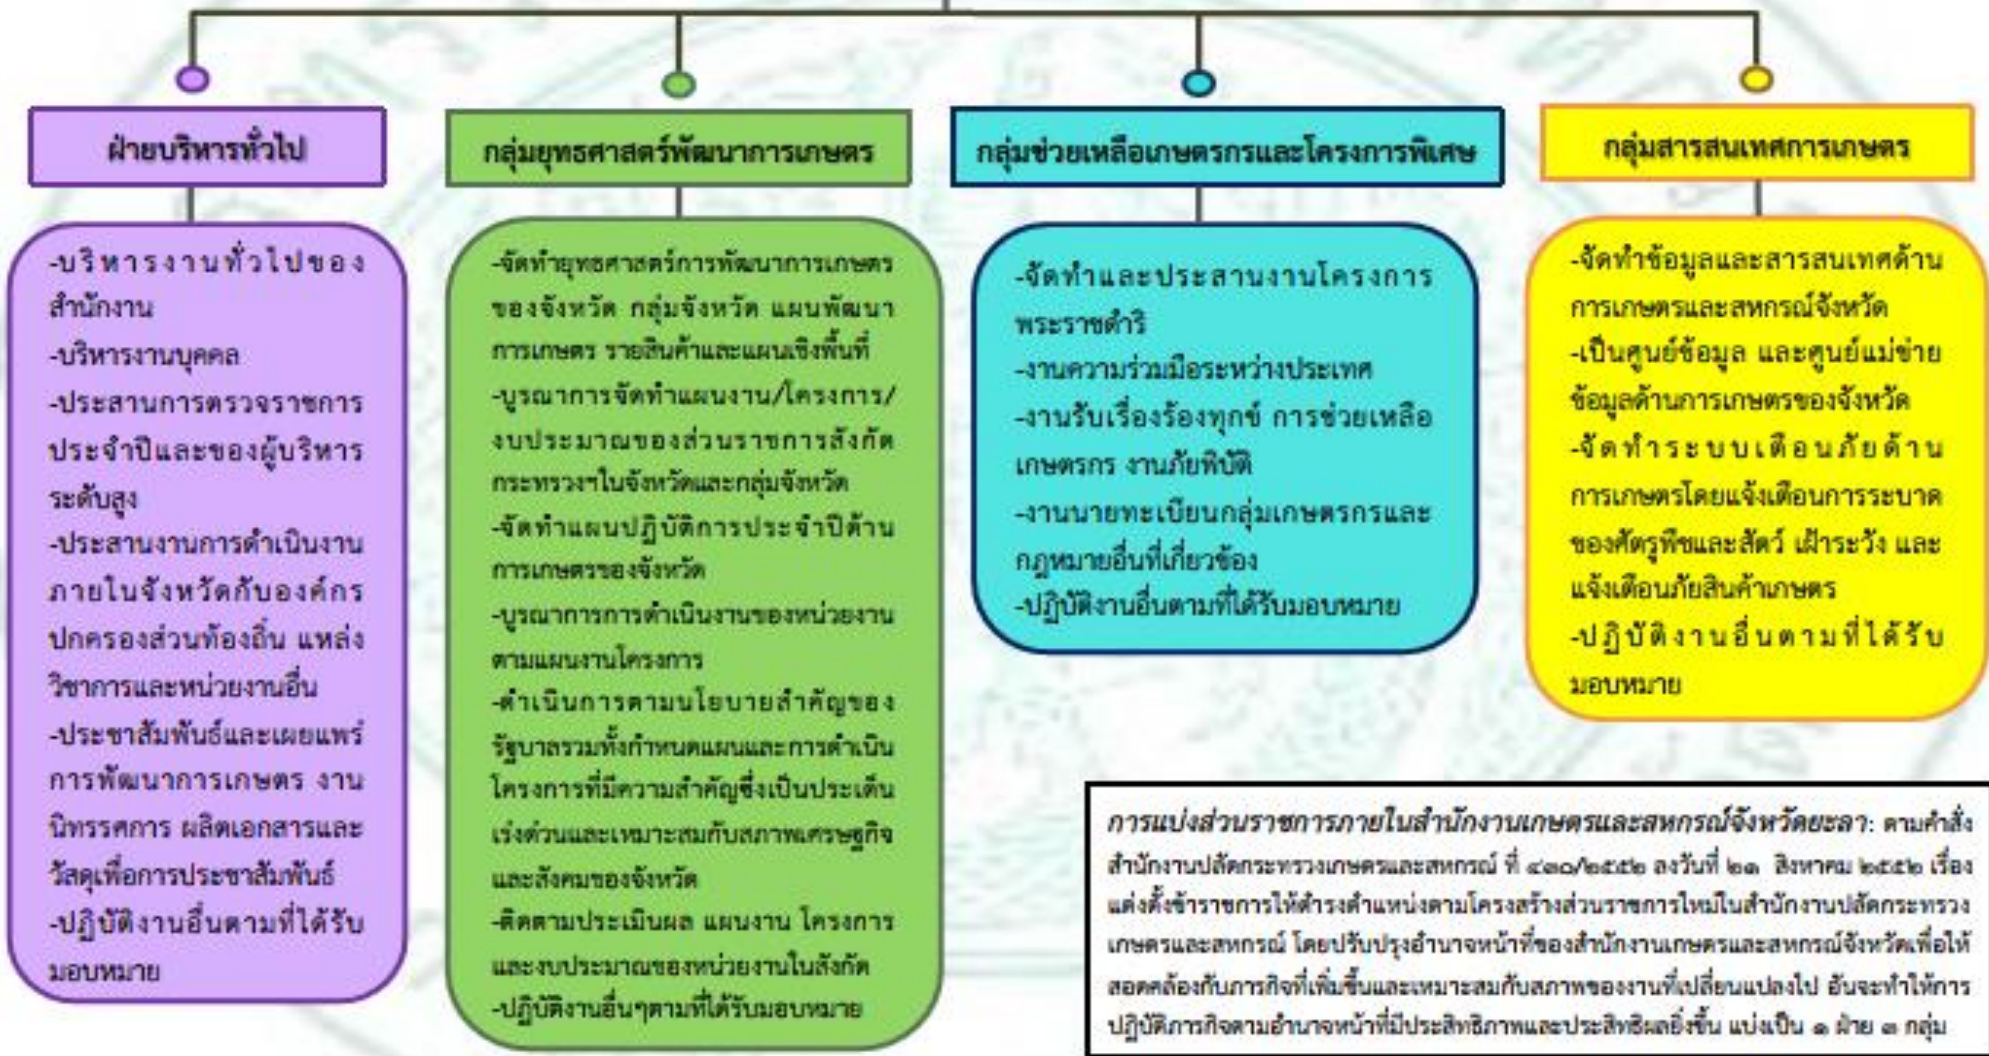 ฝ่ายบริหารทั่วไป
-บริหารงานทั่วไปของ
สำนักงาน
-บริหารงานบุคคล
-ประสานการตรวจราชการ
ประจำปีและของผู้บริหาร
ระดับสูง
-ประสานงานการดำเนินงาน
ภายในจังหวัดกับองค์กร
ปกครองส่วนท้องถิ่น แหล่ง
วิชาการและหน่วยงานอื่น
-ประชาสัมพันธ์และเผยแพร่
การพัฒนาการเกษตร งาน
นิทรรศการ ผลิตเอกสารและ
วัสดุเพื่อการประชาสัมพันธ์
-ปฏิบัติงานอื่นตามที่ได้รับ
มอบหมาย
กลุ่มยุทธศาสตร์พัฒนาการเกษตร
-จัดทำยุทธศาสตร์การพัฒนาการเกษตร
ของจังหวัด กลุ่มจังหวัด แผนพัฒนา
การเกษตร รายสินค้าและแผนเชิงพื้นที่
-บูรณาการจัดทำแผนงาน/โครงการ/
งบประมาณของส่วนราชการสังกัด
กระทรวงฯในจังหวัดและกลุ่มจังหวัด
-จัดทำแผนปฏิบัติการประจำปีด้าน
การเกษตรของจังหวัด
-บูรณาการการดำเนินงานของหน่วยงาน
ตามแผนงานโครงการ
-ดำเนินการตามนโยบายสำคัญของ
รัฐบาลรวมทั้งกำหนดแผนและการดำเนิน
โครงการที่มีความสำคัญซึ่งเป็นประเด็น
เร่งด่วนและเหมาะสมกับสภาพเศรษฐกิจ
และสังคมของจังหวัด
-ติดตามประเมินผล แผนงาน โครงการ
และงบประมาณของหน่วยงานในสังกัด
-ปฏิบัติงานอื่นๆตามที่ได้รับมอบหมาย
กลุ่มช่วยเหลือเกษตรกรและโครงการพิเศษ
-จัดทำและประสานงานโครงการ
พระราชดำริ
-งานความร่วมมือระหว่างประเทศ
-งานรับเรื่องร้องทุกข์ การช่วยเหลือ
เกษตรกร งานภัยพิบัติ
-งานนายทะเบียนกลุ่มเกษตรกรและ
กฎหมายอื่นที่เกี่ยวข้อง
-ปฏิบัติงานอื่นตามที่ได้รับมอบหมาย
กลุ่มสารสนเทศการเกษตร
-จัดทำข้อมูลและสารสนเทศด้าน
การเกษตรและสหกรณ์จังหวัด
-เป็นศูนย์ข้อมูล และศูนย์แม่ข่าย
ข้อมูลด้านการเกษตรของจังหวัด
-จัดทำระบบเตือนภัยด้าน
การเกษตรโดยแจ้งเตือนการระบาด
ของศัตรูพืชและสัตว์ เฝ้าระวัง และ
แจ้งเตือนภัยสินค้าเกษตร
-ปฏิบัติงานอื่นตามที่ได้รับ
มอบหมาย
การแบ่งส่วนราชการภายในสำนักงานเกษตรและสหกรณ์จังหวัดยะลา: ตามคำสั่ง
สำนักงานปลัดกระทรวงเกษตรและสหกรณ์ ที่ ๔๓๐/๒๕๕๒ ลงวันที่ ๒๑ สิงหาคม ๒๕๕๒ เรื่อง
แต่งตั้งข้าราชการให้ดำรงตำแหน่งตามโครงสร้างส่วนราชการใหม่ในสำนักงานปลัดกระทรวง
เกษตรและสหกรณ์ โดยปรับปรุงอำนาจหน้าที่ของสำนักงานเกษตรและสหกรณ์จังหวัดเพื่อให้
สอดคล้องกับภารกิจที่เพิ่มขึ้นและเหมาะสมกับสภาพของงานที่เปลี่ยนแปลงไป อันจะทำให้การ
ปฏิบัติภารกิจตามอำนาจหน้าที่มีประสิทธิภาพและประสิทธิผลยิ่งขึ้น แบ่งเป็น ๑ ฝ่าย ๓ กลุ่ม